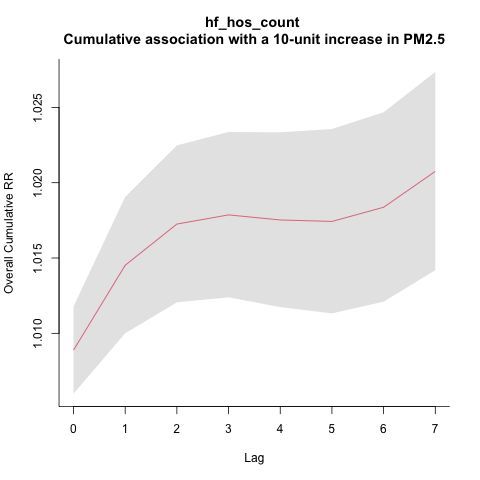 hf_hos_count
Cumulative association with a 10-unit increase in PM2.5
Overall Cumulative RR
1.025
1.020
1.015
1.010
0 1 2 3 4 5 6 7
Lag